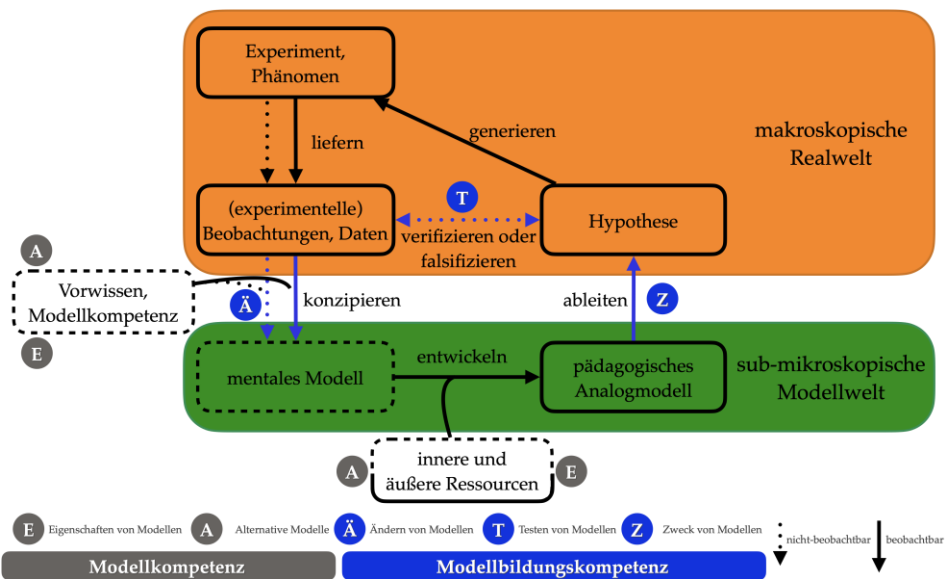 Experiment,
Phänomen
liefern
generieren
makroskopische
Realwelt
(experimentelle)
Beobachtungen, Daten
T
verifizieren oder
falsifizieren
Hypothese
A
Vorwissen,
Modellkompetenz
E
Ä
konzipieren
ableiten
Z
mentales Modell
entwickeln
pädagogisches
Analogmodell
sub-mikroskopische
Modellwelt
A
innere und
äußere Ressourcen
E
E Eigenschaften von Modellen A Alternative Modelle Ä Ändern von Modellen T Testen von Modellen Z Zweck von Modellen
nicht-beobachtbar beobachtbar
Modellkompetenz Modellbildungskompetenz